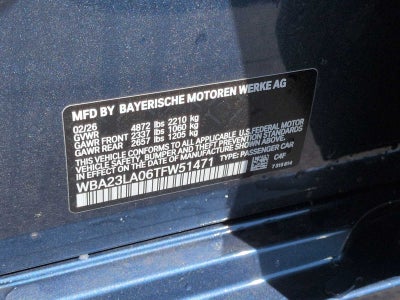 MFD BY BAYERISCHE MOTOREN WERKE AG
02/26 4872 lbs 2210 kg
GVWR
GAWR FRONT 2337 lbs 1060 kg
GAWR REAR 2657 lbs 1205 kg
THIS VEHICLE CONFORMS TO ALL APPLICABLE U.S. FEDERAL MOTOR
VEHICLE SAFETY, BUMPER, AND THEFT PREVENTION STANDARDS
IN EFFECT ON THE DATE OF MANUFACTURE SHOWN ABOVE.
WBA23LA06TFW51471 TYPE: PASSENGER CAR
C4F